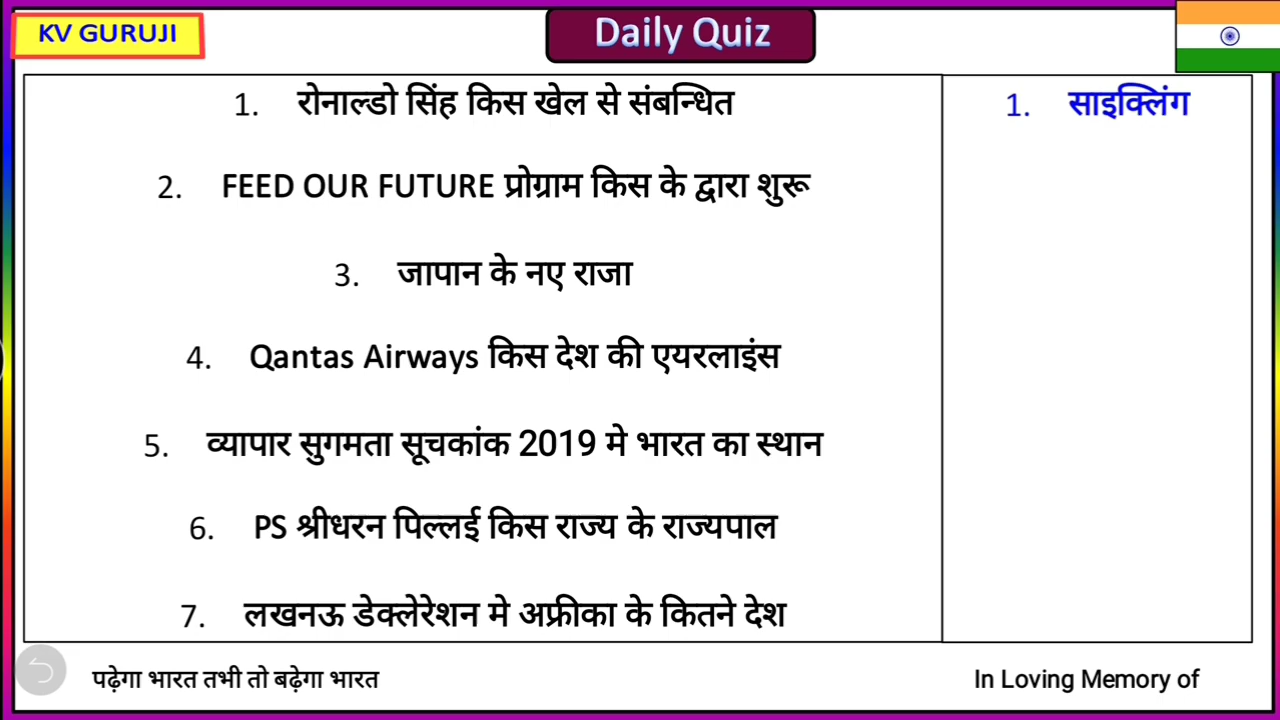 KV GURUJI
Daily Quiz
1. रोनाल्डो सिंह किस खेल से संबन्धित
1. साइक्लिंग
2. FEED OUR FUTURE प्रोग्राम किस के द्वारा शुरू
3. जापान के नए राजा
4. Qantas Airways किस देश की एयरलाइंस
5. व्यापार सुगमता सूचकांक 2019 मे भारत का स्थान
6. PS श्रीधरन पिल्लई किस राज्य के राज्यपाल
7. लखनऊ डेक्लेरेशन मे अफ्रीका के कितने देश
पढ़ेगा भारत तभी तो बढ़ेगा भारत
In Loving Memory of